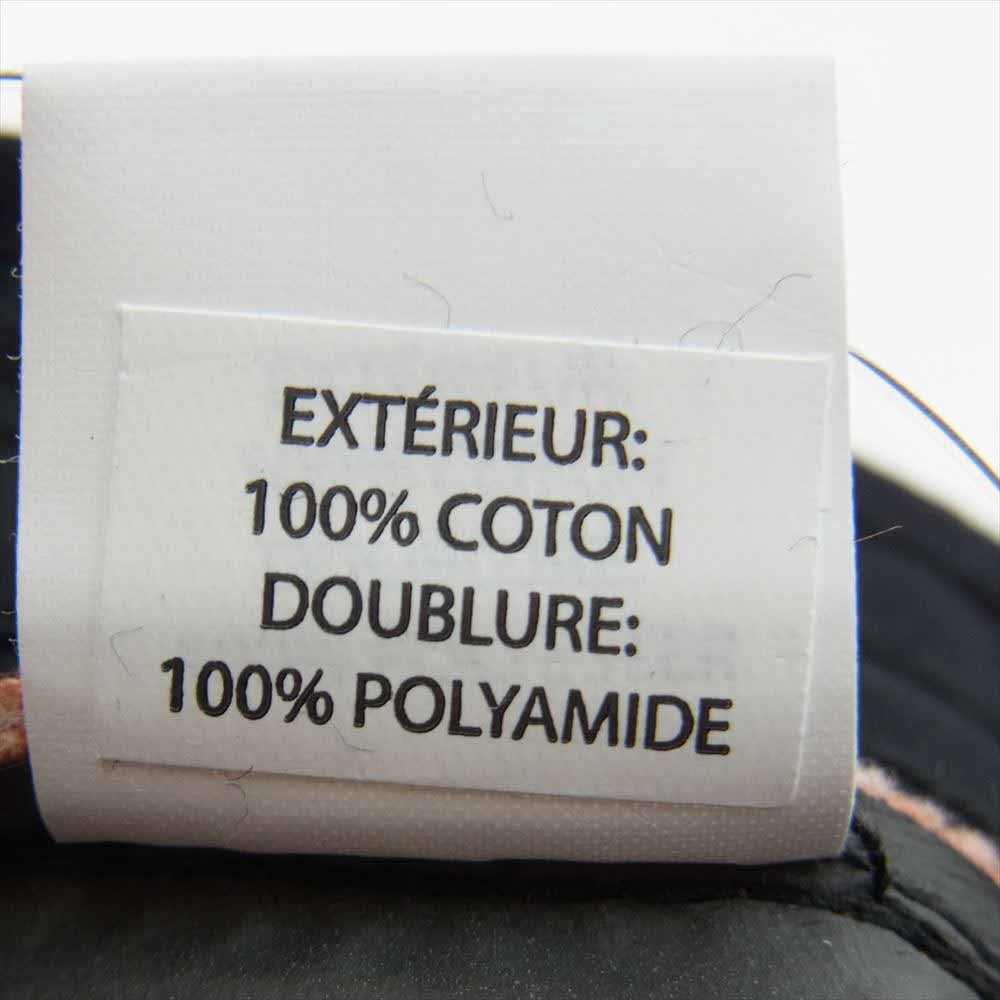 EXTÉRIEUR:
100% COTON
DOUBLURE:
100% POLYAMIDE